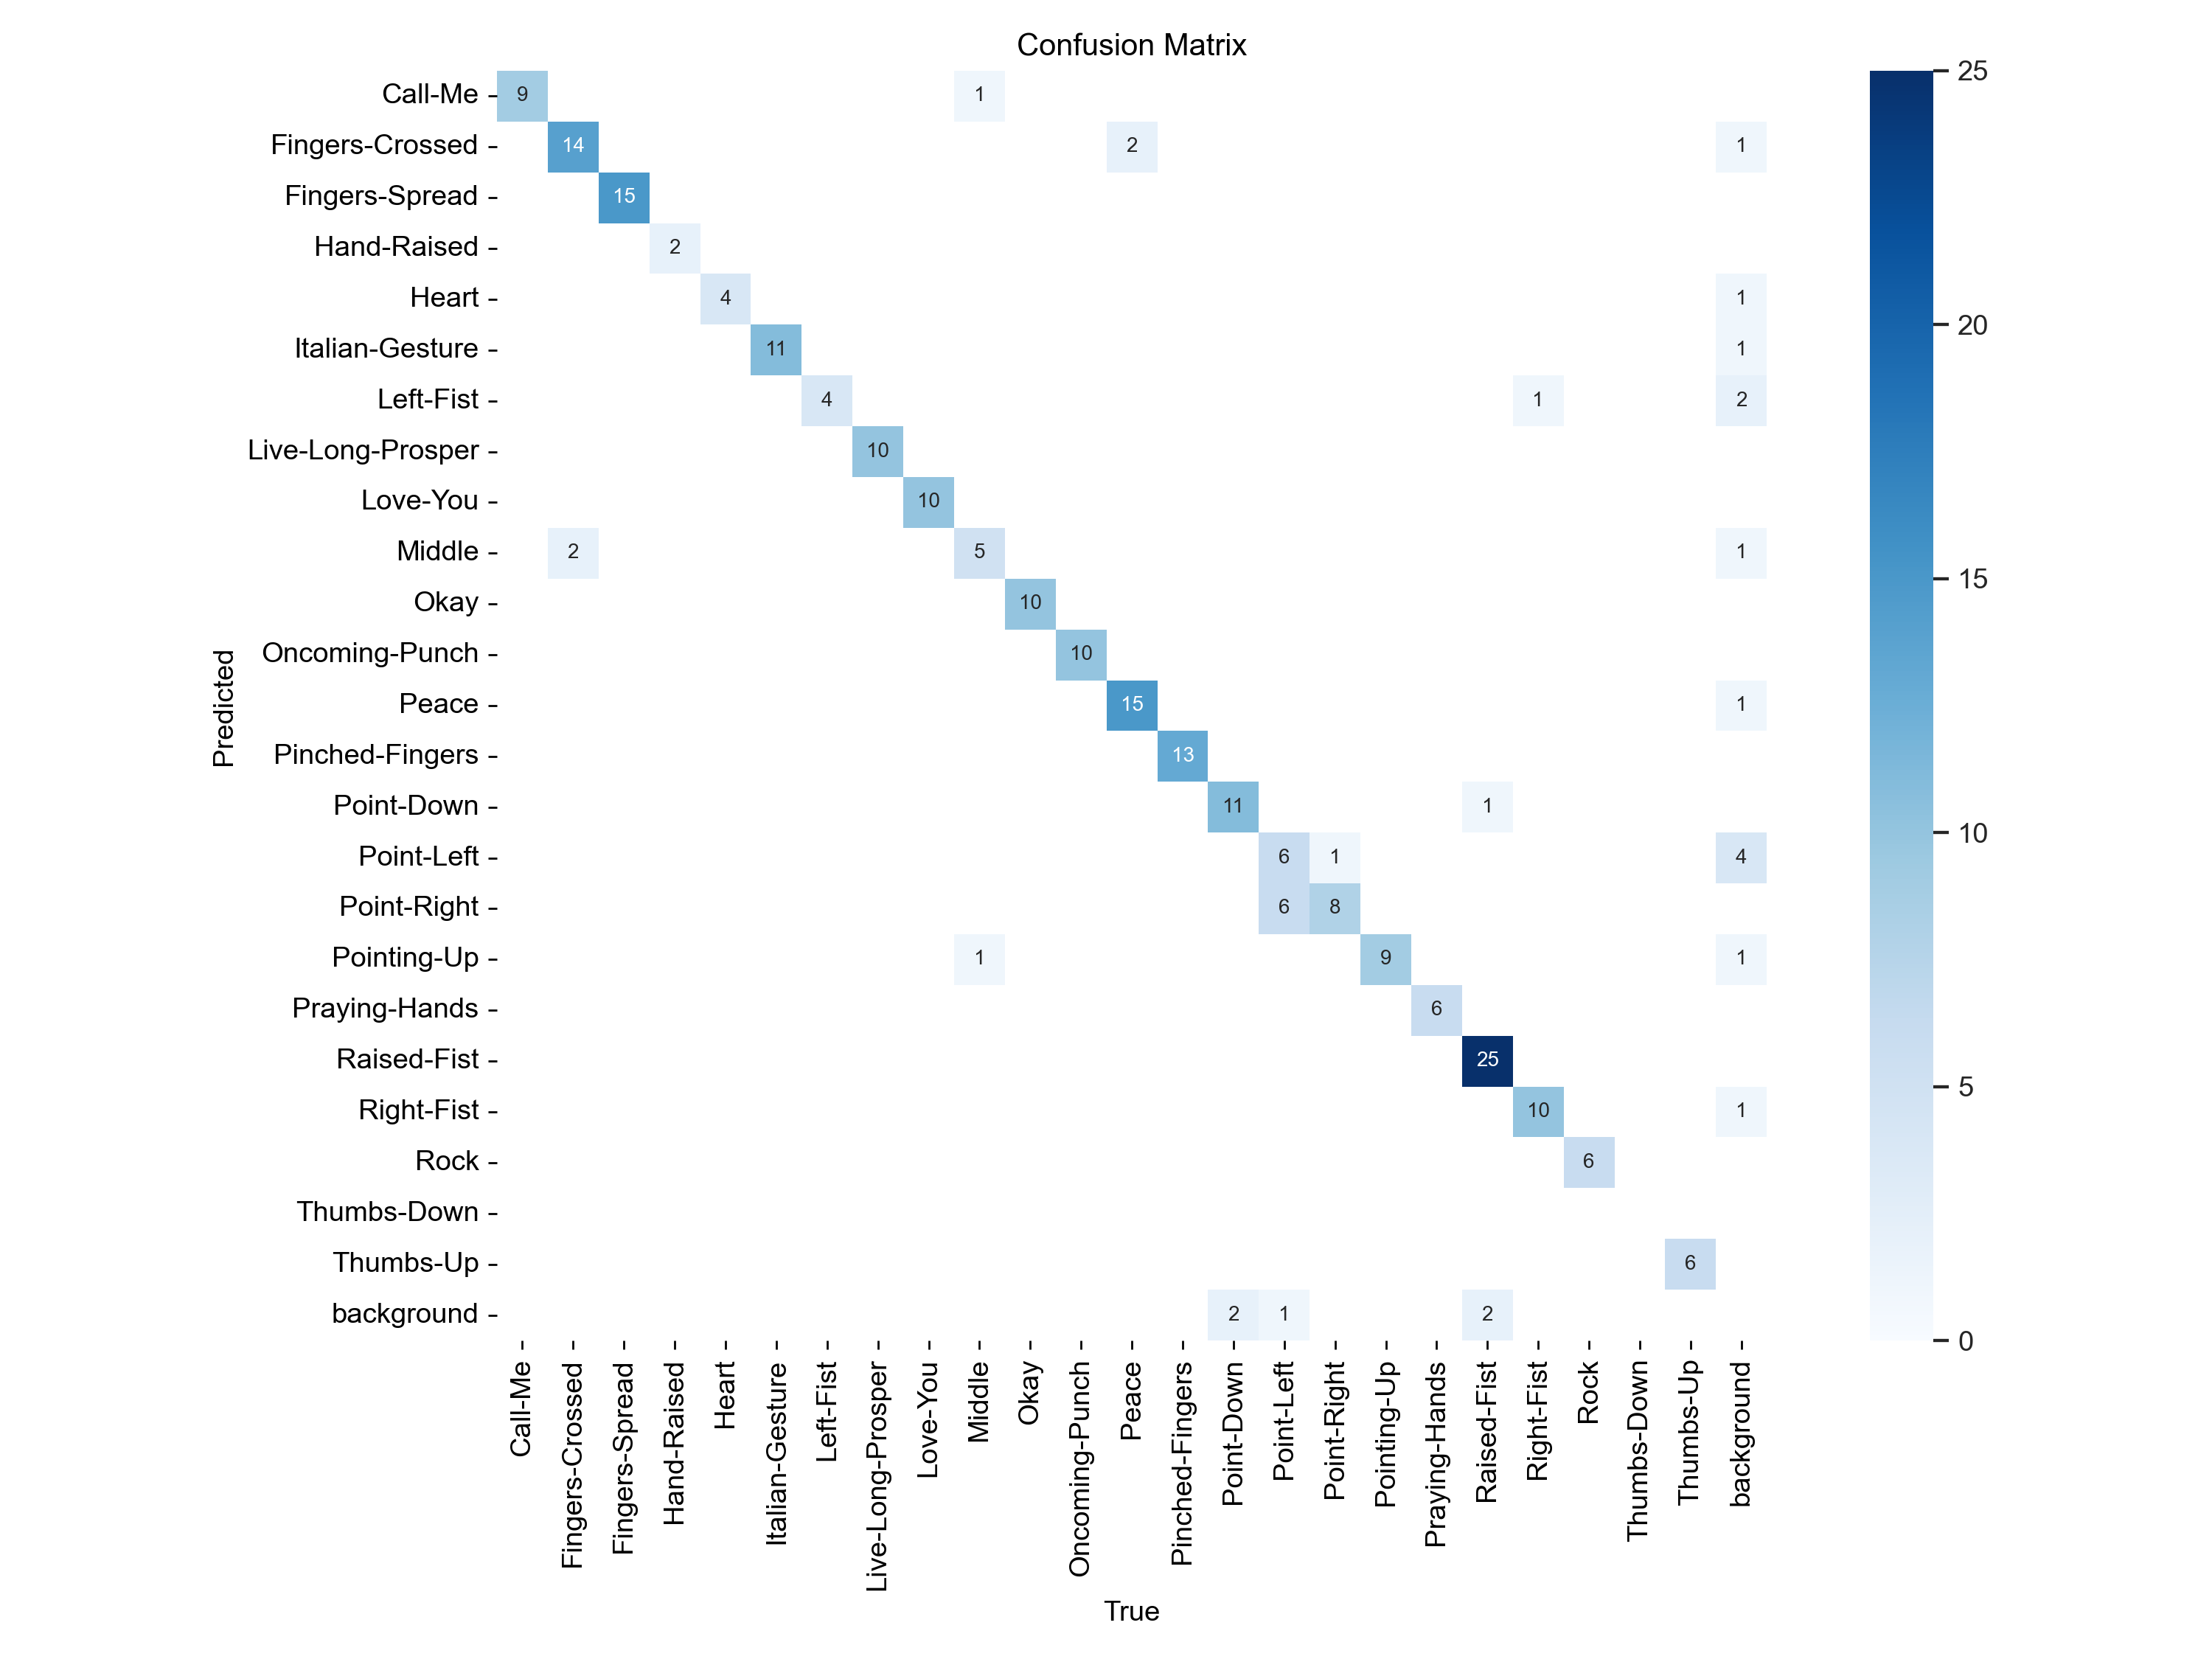 Confusion Matrix
Call-Me 9 1
Fingers-Crossed 14 2 1
Fingers-Spread 15
Hand-Raised 2
Heart 4 1
Italian-Gesture 11 1
Left-Fist 4 1 2
Live-Long-Prosper 10
Love-You 10
Middle 2 5 1
Okay 10
Oncoming-Punch 10
Peace 15 1
Pinched-Fingers 13
Point-Down 11 1
Point-Left 6 1 4
Point-Right 6 8
Pointing-Up 1 9 1
Praying-Hands 6
Raised-Fist 25
Right-Fist 10 1
Rock 6
Thumbs-Down
Thumbs-Up 6
background 2 1 2
Predicted
Call-Me
Fingers-Crossed
Fingers-Spread
Hand-Raised
Heart
Italian-Gesture
Left-Fist
Live-Long-Prosper
Love-You
Middle
Okay
Oncoming-Punch
Peace
Pinched-Fingers
Point-Down
Point-Left
Point-Right
Pointing-Up
Praying-Hands
Raised-Fist
Right-Fist
Rock
Thumbs-Down
Thumbs-Up
background
True
25
20
15
10
5
0